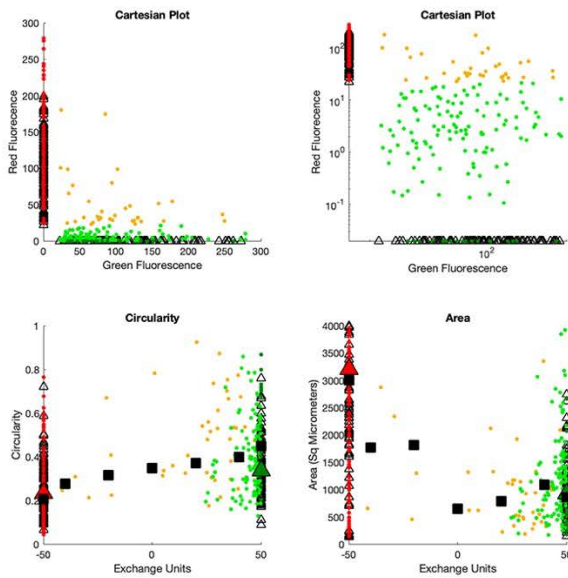 Cartesian Plot
Red Fluorecence
300
250
200
150
100
50
0
0 50 100 150 200 250 300
Green Fluorescence
Cartesian Plot
Red Fluorecence
10^2
10^1
10^0
10^-1
10^2
Green Fluorescence
Circularity
Circularity
1
0.8
0.6
0.4
0.2
0
-50 0 50
Exchange Units
Area
Area (Sq Micrometers)
4000
3500
3000
2500
2000
1500
1000
500
0
-50 0 50
Exchange Units